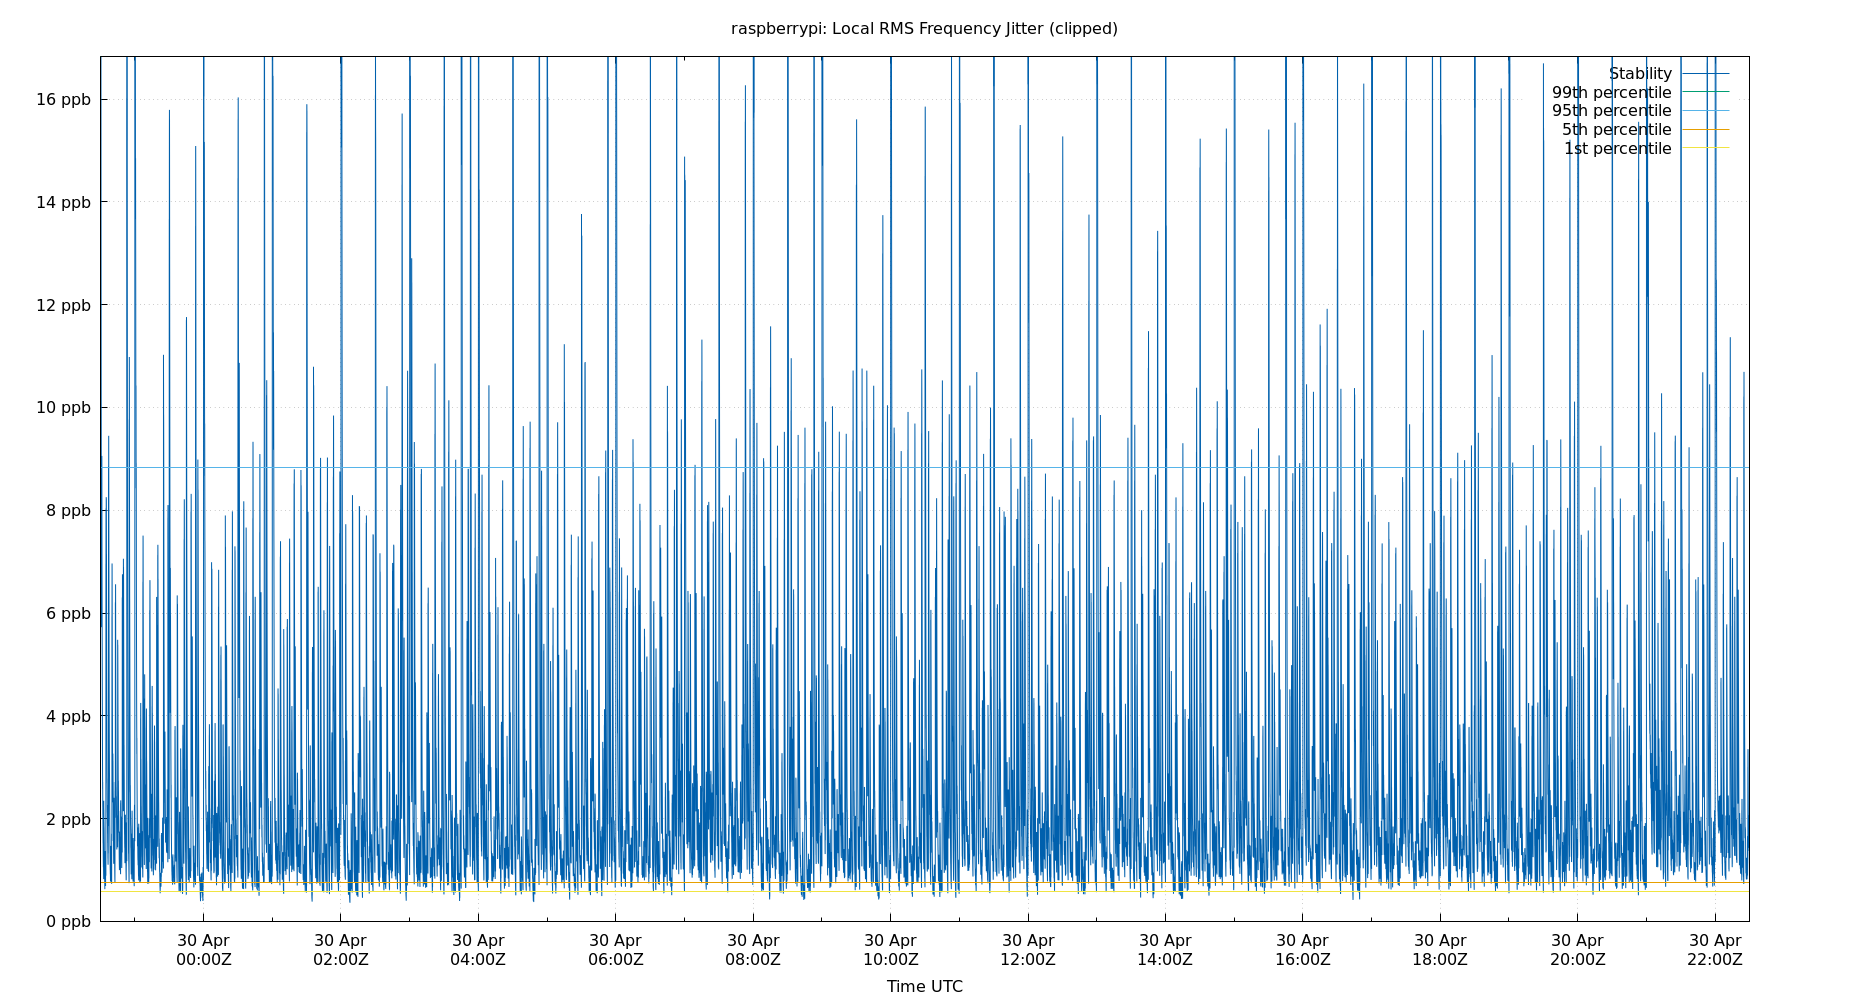 raspberrypi: Local RMS Frequency Jitter (clipped)
Stability
99th percentile
95th percentile
5th percentile
1st percentile
16 ppb
14 ppb
12 ppb
10 ppb
8 ppb
6 ppb
4 ppb
2 ppb
0 ppb
30 Apr 30 Apr 30 Apr 30 Apr 30 Apr 30 Apr 30 Apr 30 Apr 30 Apr 30 Apr 30 Apr 30 Apr
00:00Z 02:00Z 04:00Z 06:00Z 08:00Z 10:00Z 12:00Z 14:00Z 16:00Z 18:00Z 20:00Z 22:00Z
Time UTC